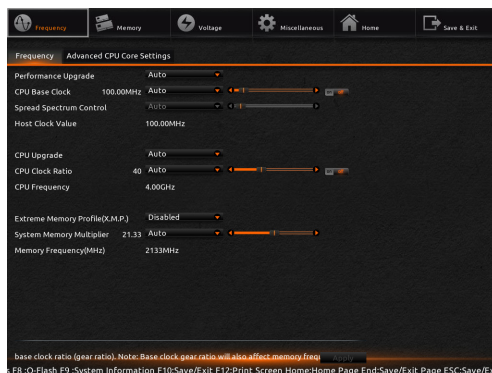 Frequency Memory Voltage Miscellaneous Home Save & Exit
Frequency Advanced CPU Core Settings
Performance Upgrade Auto
CPU Base Clock 100.00MHz Auto
Spread Spectrum Control Auto
Host Clock Value 100.00MHz
CPU Upgrade Auto
CPU Clock Ratio 40 Auto
CPU Frequency 4.00GHz
Extreme Memory Profile(X.M.P.) Disabled
System Memory Multiplier 21.33 Auto
Memory Frequency(MHz) 2133MHz
base clock ratio (gear ratio). Note: Base clock gear ratio will also affect memory freq Apply
s F8 :Q-Flash F9 :System Information F10:Save/Exit F12:Print Screen Home:Home Page End:Save/Exit Page ESC:Save/E